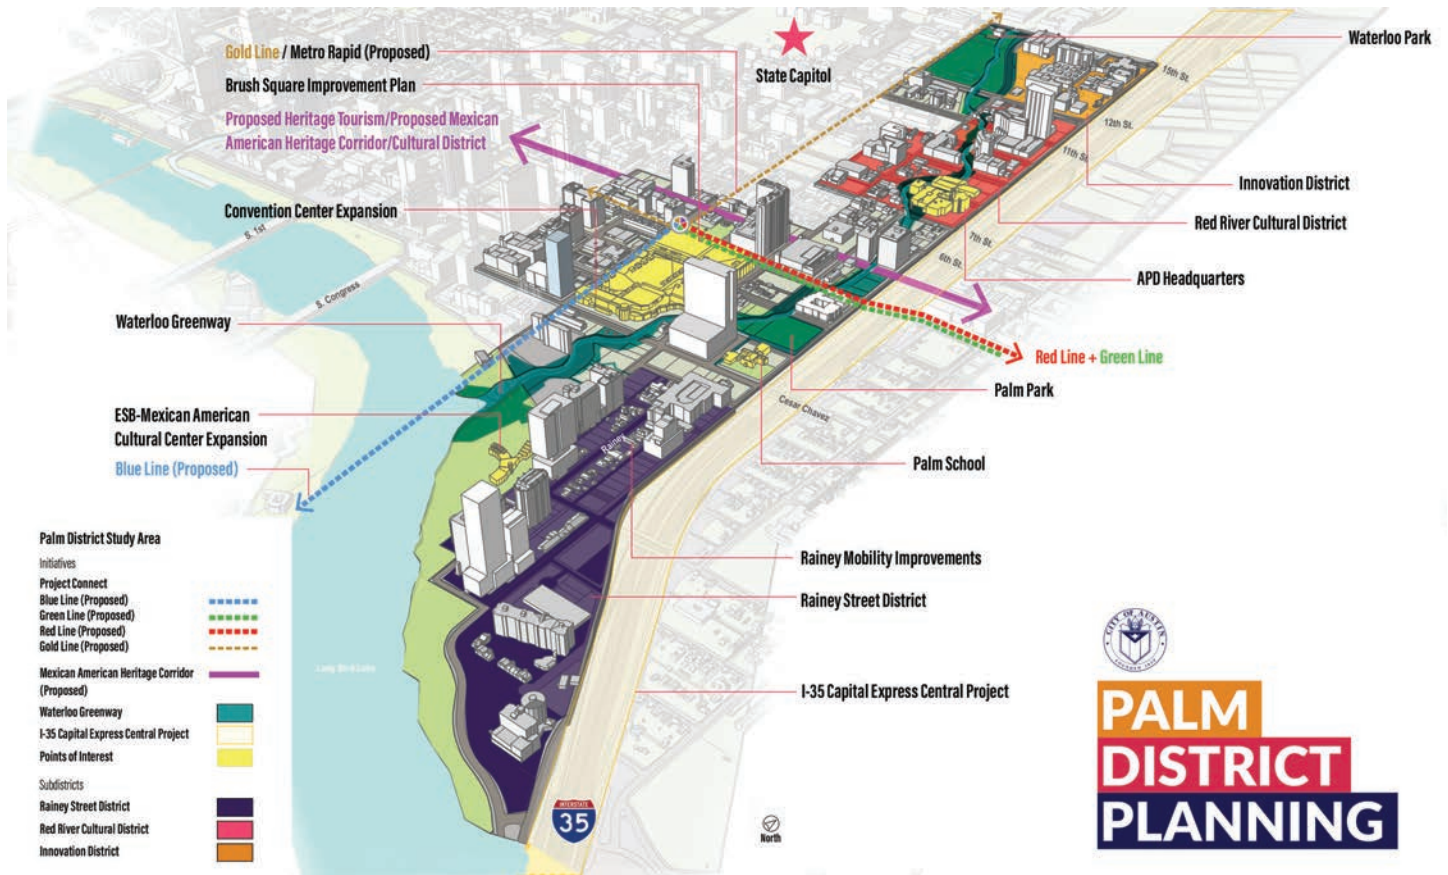 Gold Line / Metro Rapid (Proposed)
Brush Square Improvement Plan
Proposed Heritage Tourism/Proposed Mexican
American Heritage Corridor/Cultural District
Convention Center Expansion
State Capitol
Waterloo Park
15th St.
12th St.
11th St.
Innovation District
Red River Cultural District
7th St.
6th St.
APD Headquarters
S. 1st
S. Congress
Waterloo Greenway
Red Line + Green Line
Palm Park
Cesar Chavez
ESB-Mexican American
Cultural Center Expansion
Blue Line (Proposed)
Rainey
Palm School
Rainey Mobility Improvements
Rainey Street District
I-35 Capital Express Central Project
Lady Bird Lake
Palm District Study Area
Initiatives
Project Connect
Blue Line (Proposed)
Green Line (Proposed)
Red Line (Proposed)
Gold Line (Proposed)
Mexican American Heritage Corridor
(Proposed)
Waterloo Greenway
I-35 Capital Express Central Project
Points of Interest
Subdistricts
Rainey Street District
Red River Cultural District
Innovation District
INTERSTATE
35
North
CITY OF AUSTIN
FOUNDED 1839
PALM
DISTRICT
PLANNING